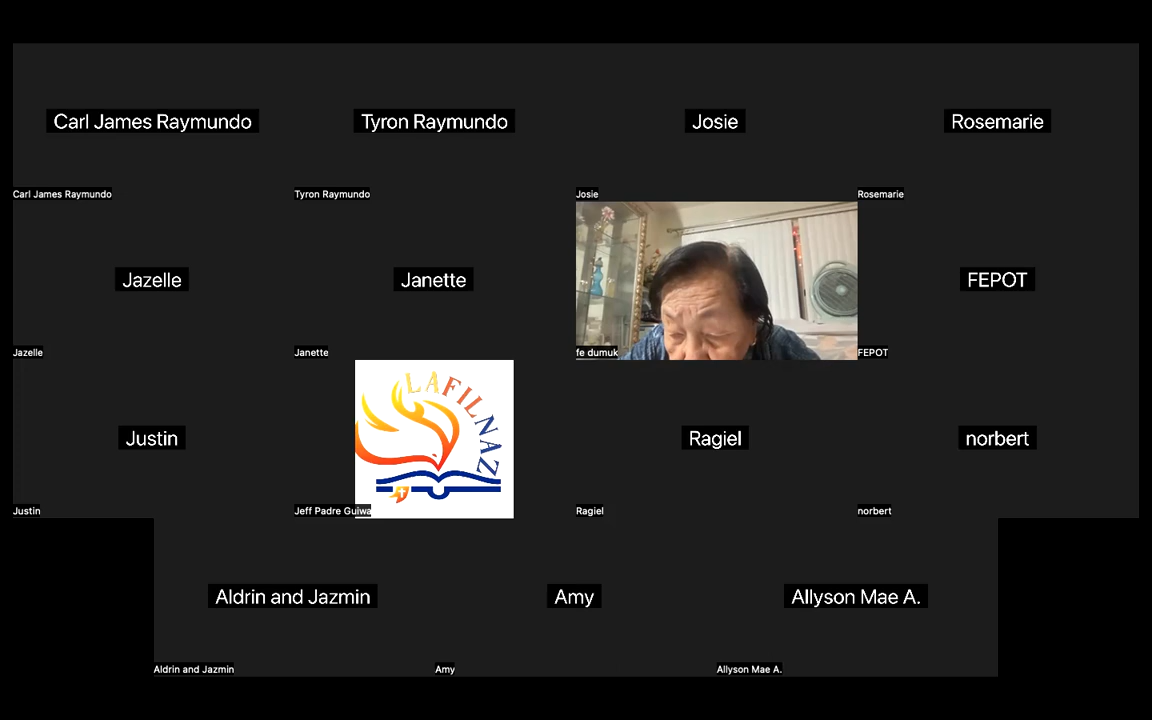 Carl James Raymundo
Carl James Raymundo
Tyron Raymundo
Tyron Raymundo
Josie
Josie
Rosemarie
Rosemarie
Jazelle
Jazelle
Janette
Janette
fe dumuk
FEPOT
FEPOT
Justin
Justin
LAFILNAZ
Jeff Padre Guiwa
Ragiel
Ragiel
norbert
norbert
Aldrin and Jazmin
Aldrin and Jazmin
Amy
Amy
Allyson Mae A.
Allyson Mae A.